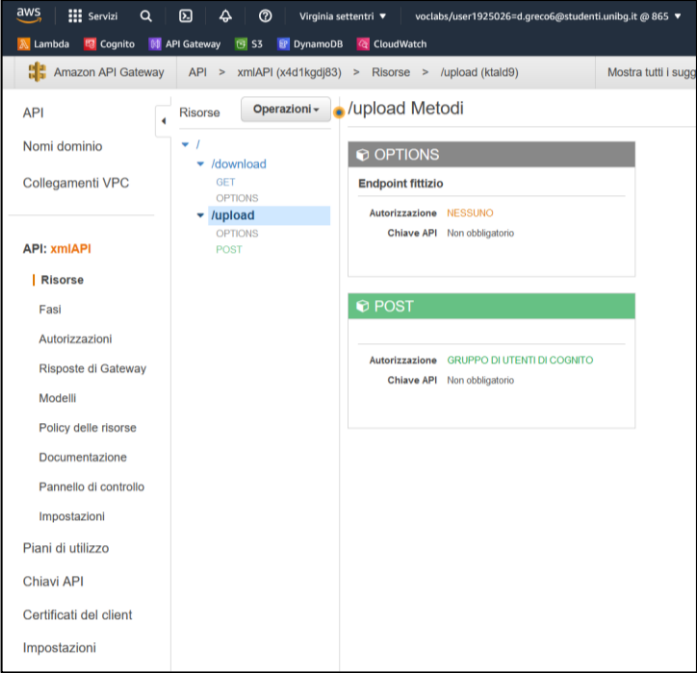 aws Servizi Virginia settentri ▼ voclabs/user1925026=d.greco6@studenti.unibg.it @ 865 ▼
Lambda Cognito API Gateway S3 DynamoDB CloudWatch
Amazon API Gateway API > xmlAPI (x4d1kgdj83) > Risorse > /upload (ktald9) Mostra tutti i sugg
API
Nomi dominio
Collegamenti VPC
API: xmlAPI
Risorse
Fasi
Autorizzazioni
Risposte di Gateway
Modelli
Policy delle risorse
Documentazione
Pannello di controllo
Impostazioni
Piani di utilizzo
Chiavi API
Certificati del client
Impostazioni
Risorse Operazioni
/
/download
GET
OPTIONS
/upload
OPTIONS
POST
/upload Metodi
OPTIONS
Endpoint fittizio
Autorizzazione NESSUNO
Chiave API Non obbligatorio
POST
Autorizzazione GRUPPO DI UTENTI DI COGNITO
Chiave API Non obbligatorio